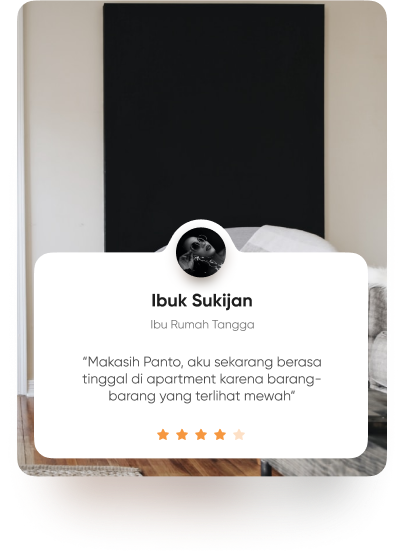 Ibuk Sukijan
Ibu Rumah Tangga
“Makasih Panto, aku sekarang berasa
tinggal di apartment karena barang-
barang yang terlihat mewah”